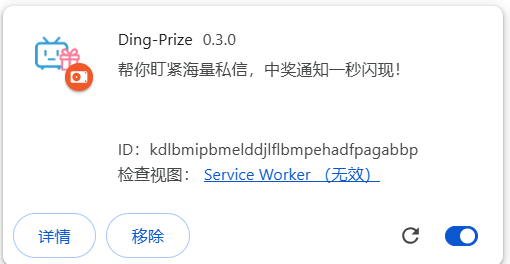 Ding-Prize 0.3.0
帮你盯紧海量私信，中奖通知一秒闪现！
ID：kdlbmipbmelddjlflbmpehadfpagabbp
检查视图： Service Worker （无效）
详情 移除